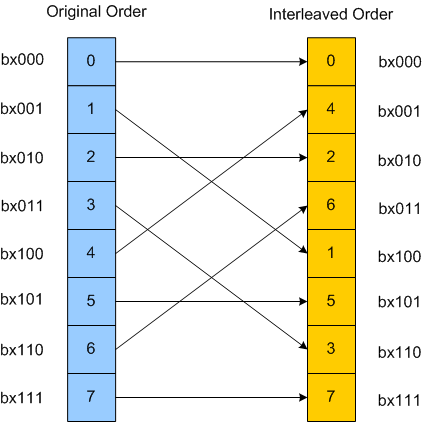 Original Order Interleaved Order
bx000 0 0 bx000
bx001 1 4 bx001
bx010 2 2 bx010
bx011 3 6 bx011
bx100 4 1 bx100
bx101 5 5 bx101
bx110 6 3 bx110
bx111 7 7 bx111